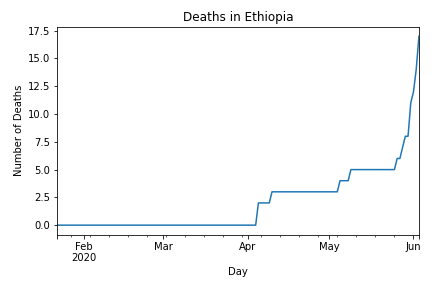 Deaths in Ethiopia
17.5
15.0
12.5
10.0
7.5
5.0
2.5
0.0
Number of Deaths
Feb
2020
Mar
Apr
May
Jun
Day